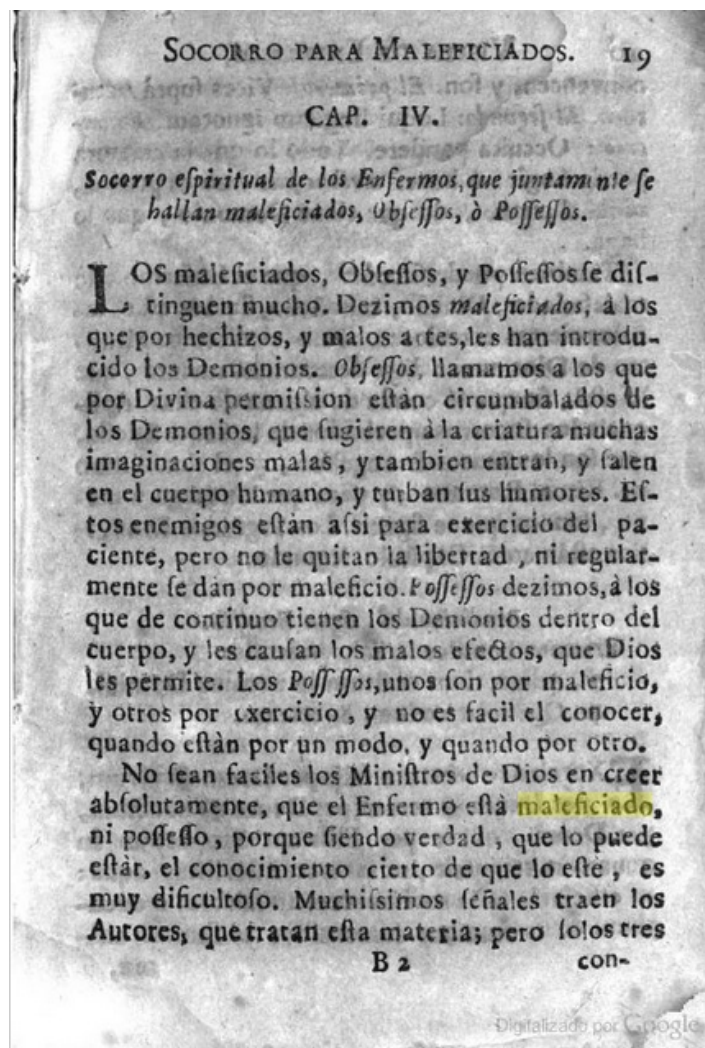 SOCORRO PARA MALEFICIADOS. 19
CAP. IV.
Socorro eſpiritual de los Enfermos, que juntam nte ſe
hallan maleficiados, Obſeſſos, ò Poſſeſſos.
LOS maleficiados, Obſeſſos, y Poſſeſſos ſe diſ-
tinguen mucho. Dezimos maleficiados, à los
que por hechizos, y malos artes, les han introdu-
cido los Demonios. Obſeſſos, llamamos a los que
por Divina permiſsion eſtàn circumbalados de
los Demonios, que ſugieren à la criatura muchas
imaginaciones malas, y tambien entran, y ſalen
en el cuerpo humano, y turban ſus humores. Eſ-
tos enemigos eſtàn aſsi para exercicio del pa-
ciente, pero no le quitan la libertad, ni regular-
mente ſe dàn por maleficio. Poſſeſſos dezimos, à los
que de continuo tienen los Demonios dentro del
cuerpo, y les cauſan los malos efectos, que Dios
les permite. Los Poſſ ſſos, unos ſon por maleficio,
y otros por exercicio, y no es facil el conocer,
quando eſtàn por un modo, y quando por otro.
No ſean faciles los Miniſtros de Dios en creer
abſolutamente, que el Enfermo eſtà maleficiado,
ni poſſeſſo, porque ſiendo verdad, que lo puede
eſtàr, el conocimiento cierto de que lo eſtè, es
muy dificultoſo. Muchiſsimos ſeñales traen los
Autores, que tratan eſta materia; pero ſolos tres
B 2 con-
Digitalizado por Google